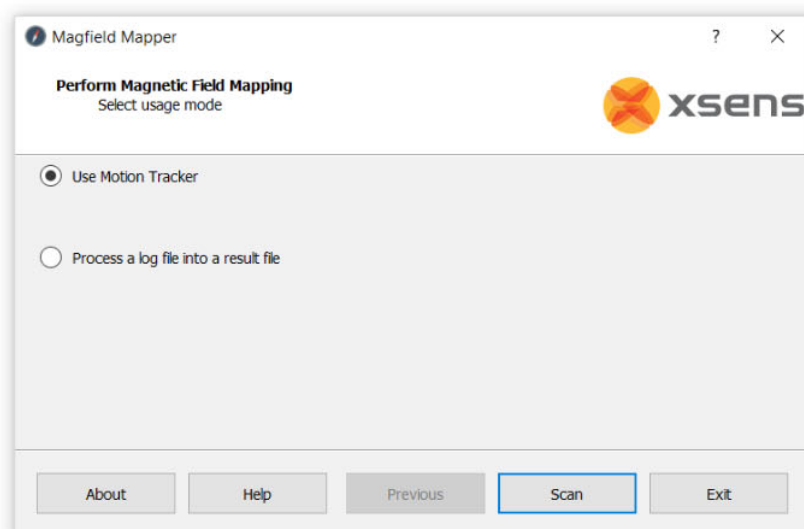 Magfield Mapper
?
Perform Magnetic Field Mapping
Select usage mode
xsens
Use Motion Tracker
Process a log file into a result file
About
Help
Previous
Scan
Exit